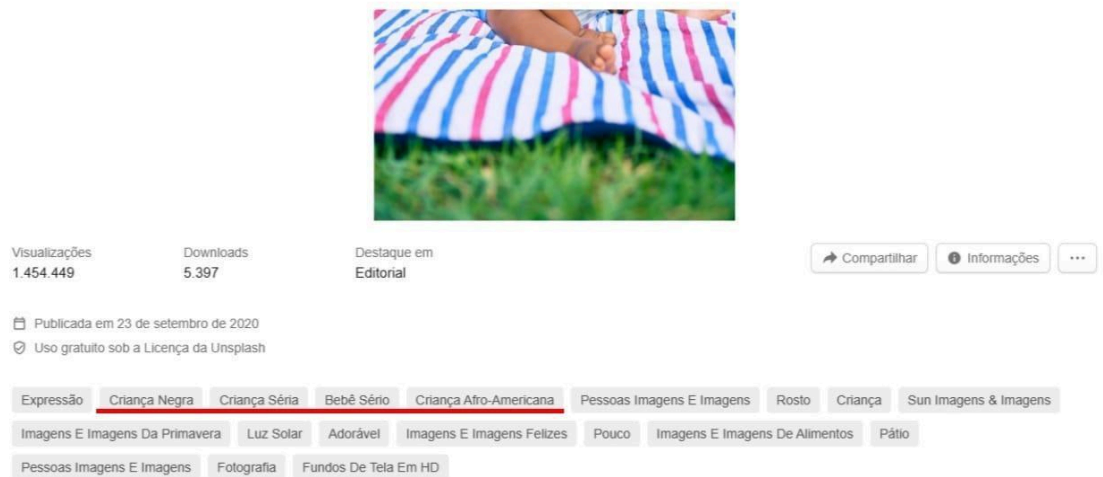 Visualizações Downloads Destaque em
1.454.449 5.397 Editorial
Compartilhar Informações ...
Publicada em 23 de setembro de 2020
Uso gratuito sob a Licença da Unsplash
Expressão Criança Negra Criança Séria Bebê Sério Criança Afro-Americana Pessoas Imagens E Imagens Rosto Criança Sun Imagens & Imagens
Imagens E Imagens Da Primavera Luz Solar Adorável Imagens E Imagens Felizes Pouco Imagens E Imagens De Alimentos Pátio
Pessoas Imagens E Imagens Fotografia Fundos De Tela Em HD